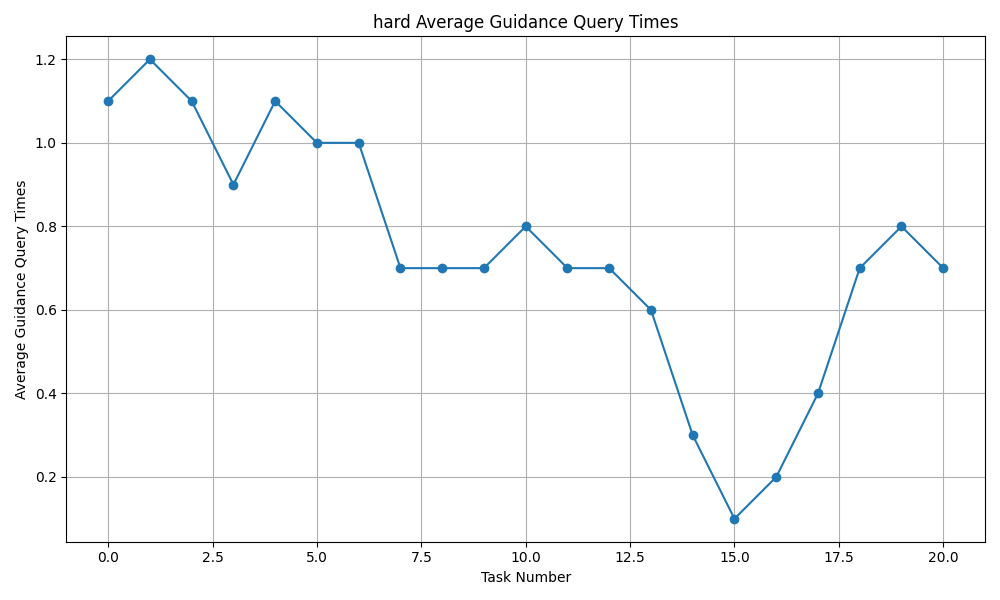 hard Average Guidance Query Times
Average Guidance Query Times
1.2
1.0
0.8
0.6
0.4
0.2
0.0 2.5 5.0 7.5 10.0 12.5 15.0 17.5 20.0
Task Number